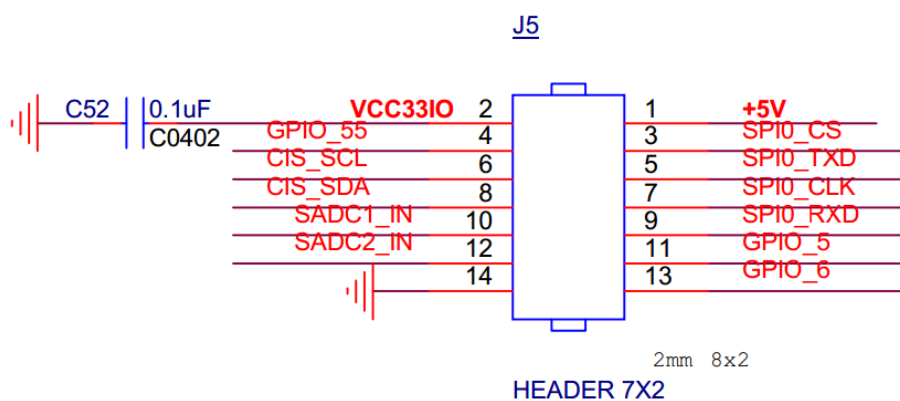 J5
C52 0.1uF VCC33IO 2 1 +5V
C0402 GPIO_55 4 3 SPI0_CS
CIS_SCL 6 5 SPI0_TXD
CIS_SDA 8 7 SPI0_CLK
SADC1_IN 10 9 SPI0_RXD
SADC2_IN 12 11 GPIO_5
14 13 GPIO_6
2mm 8x2
HEADER 7X2